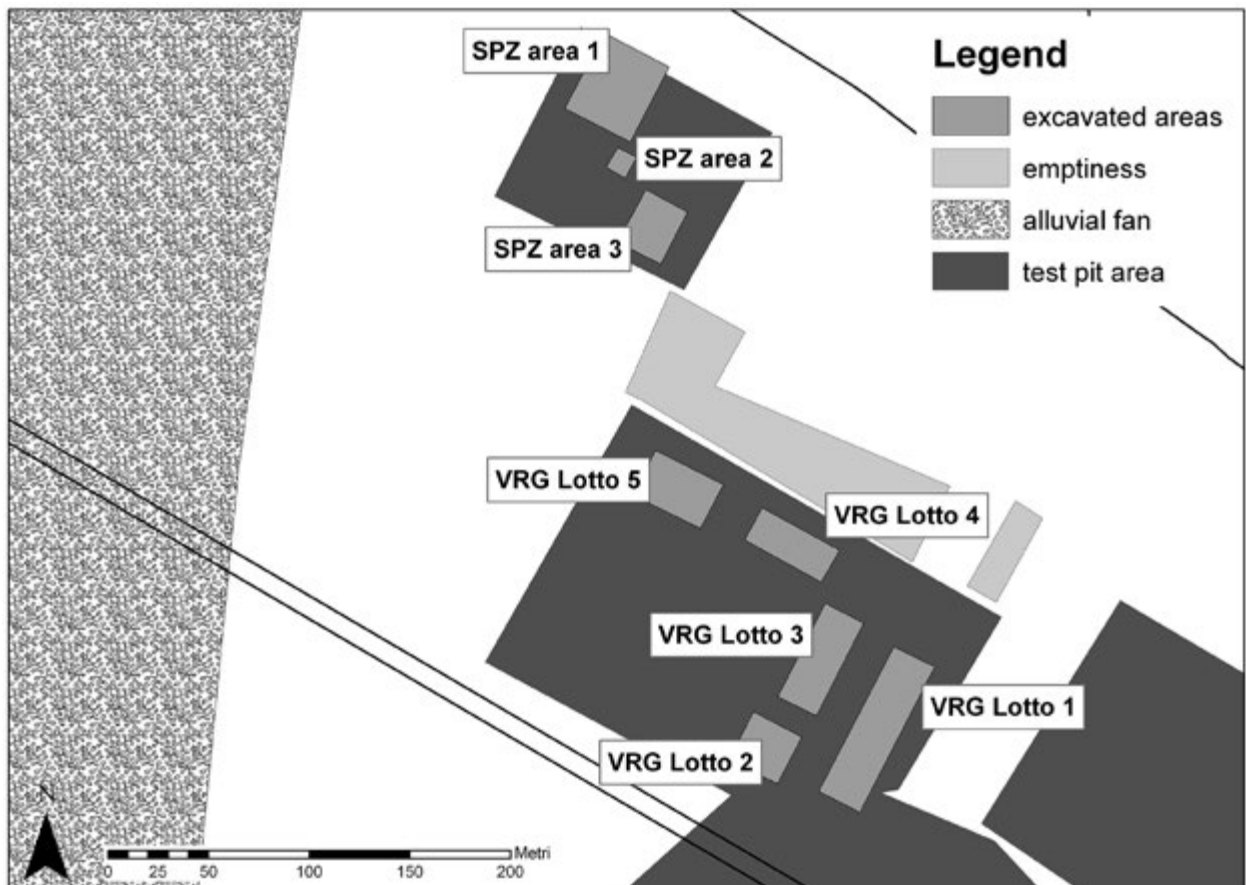 SPZ area 1
SPZ area 2
SPZ area 3
Legend
excavated areas
emptiness
alluvial fan
test pit area
VRG Lotto 5
VRG Lotto 4
VRG Lotto 3
VRG Lotto 1
VRG Lotto 2
N
Metri
0 25 50 100 150 200